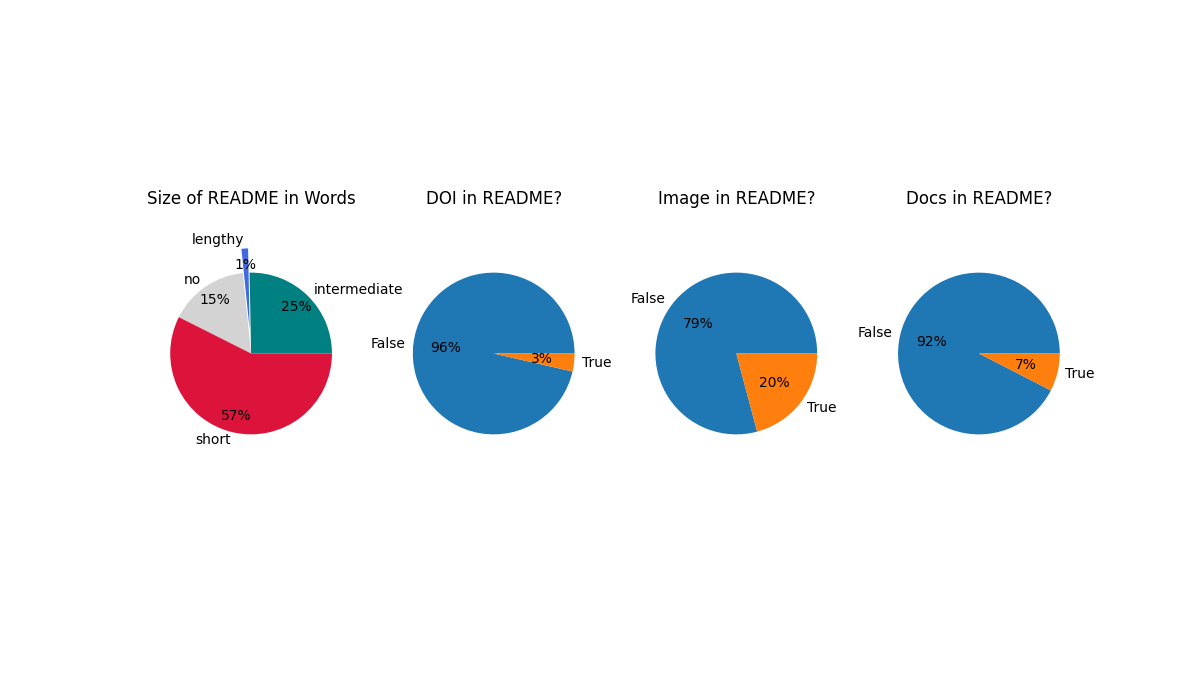 Size of README in Words
lengthy
1%
no
15%
intermediate
25%
57%
short
DOI in README?
False
96%
3%
True
Image in README?
False
79%
20%
True
Docs in README?
False
92%
7%
True